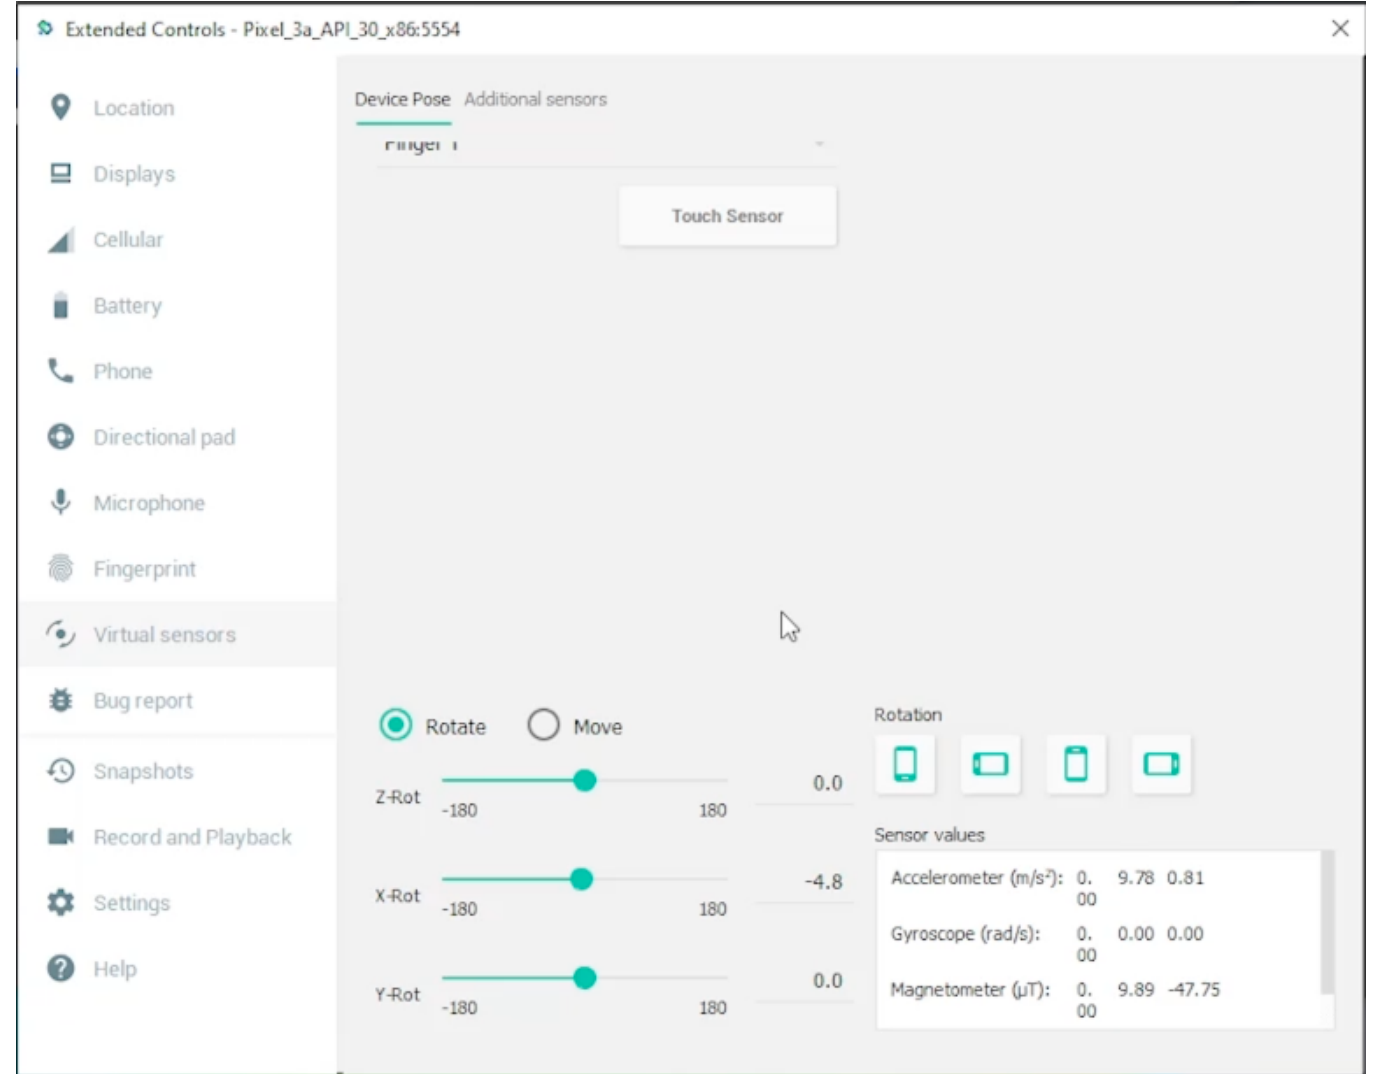 Extended Controls - Pixel_3a_API_30_x86:5554
Location
Displays
Cellular
Battery
Phone
Directional pad
Microphone
Fingerprint
Virtual sensors
Bug report
Snapshots
Record and Playback
Settings
Help
Device Pose Additional sensors
Finger 1
Touch Sensor
Rotate Move
Z-Rot -180 180 0.0
X-Rot -180 180 -4.8
Y-Rot -180 180 0.0
Rotation
Sensor values
Accelerometer (m/s²): 0. 9.78 0.81
00
Gyroscope (rad/s): 0. 0.00 0.00
00
Magnetometer (μT): 0. 9.89 -47.75
00